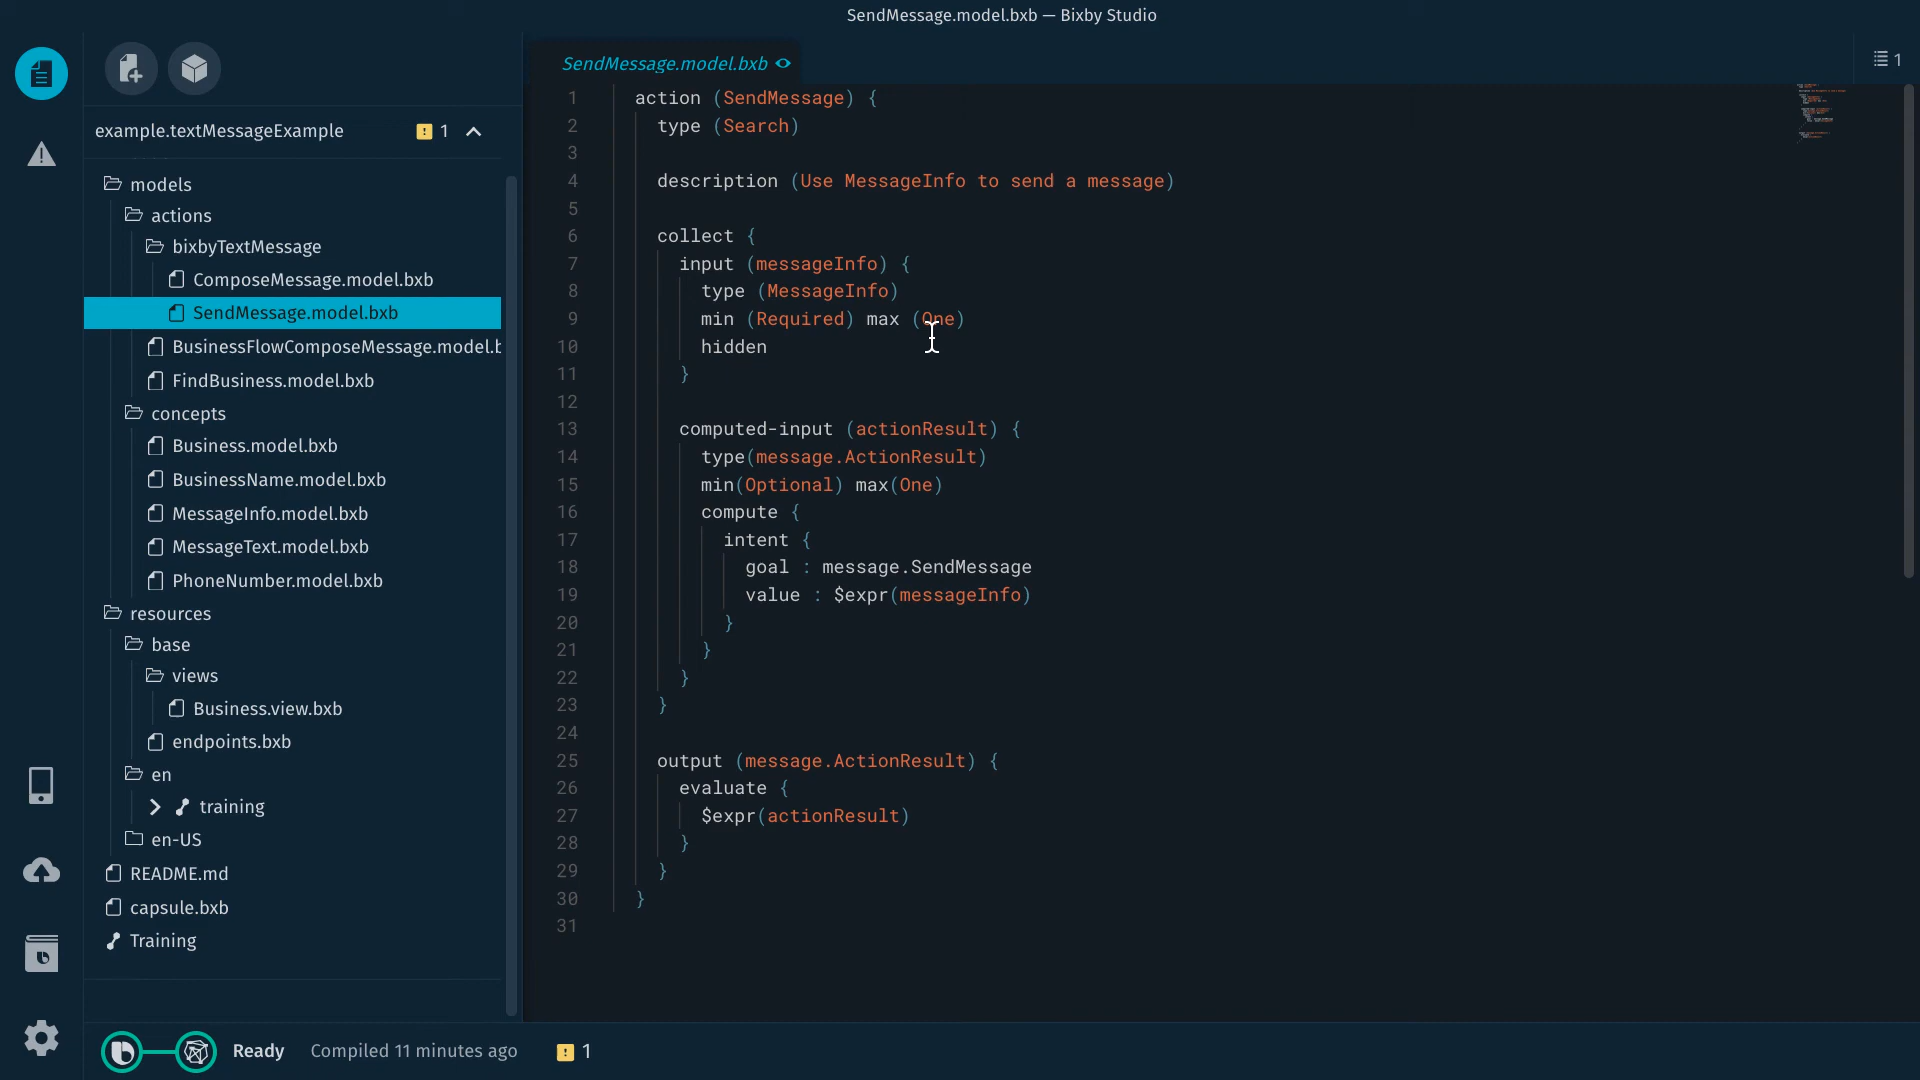 SendMessage.model.bxb — Bixby Studio
example.textMessageExample 1
models
actions
bixbyTextMessage
ComposeMessage.model.bxb
SendMessage.model.bxb
BusinessFlowComposeMessage.model.b
FindBusiness.model.bxb
concepts
Business.model.bxb
BusinessName.model.bxb
MessageInfo.model.bxb
MessageText.model.bxb
PhoneNumber.model.bxb
resources
base
views
Business.view.bxb
endpoints.bxb
en
training
en-US
README.md
capsule.bxb
Training
SendMessage.model.bxb
1
1 action (SendMessage) {
2 type (Search)
3
4 description (Use MessageInfo to send a message)
5
6 collect {
7 input (messageInfo) {
8 type (MessageInfo)
9 min (Required) max (One)
10 hidden
11 }
12
13 computed-input (actionResult) {
14 type(message.ActionResult)
15 min(Optional) max(One)
16 compute {
17 intent {
18 goal : message.SendMessage
19 value : $expr(messageInfo)
20 }
21 }
22 }
23 }
24
25 output (message.ActionResult) {
26 evaluate {
27 $expr(actionResult)
28 }
29 }
30 }
31
Ready Compiled 11 minutes ago 1